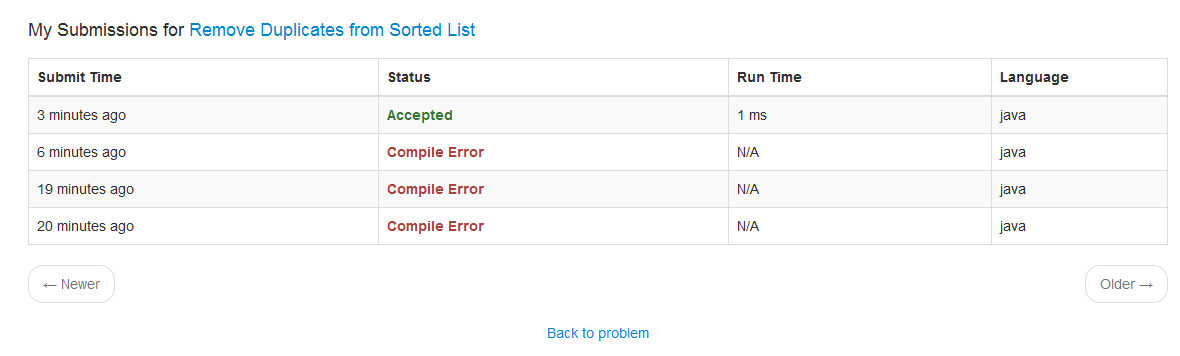 My Submissions for Remove Duplicates from Sorted List
Submit Time Status Run Time Language
3 minutes ago Accepted 1 ms java
6 minutes ago Compile Error N/A java
19 minutes ago Compile Error N/A java
20 minutes ago Compile Error N/A java
← Newer Older →
Back to problem